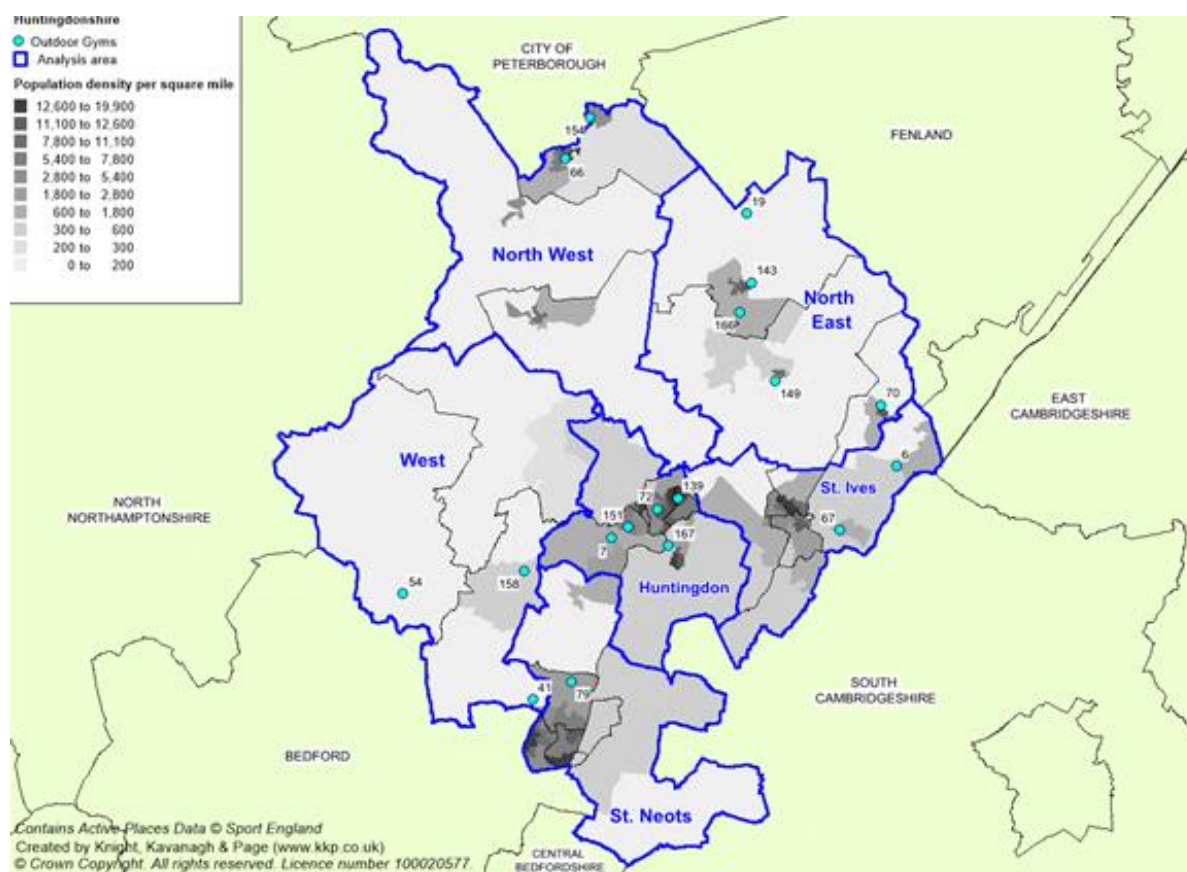 Huntingdonshire
Outdoor Gyms
Analysis area
Population density per square mile
12,600 to 19,900
11,100 to 12,600
7,800 to 11,100
5,400 to 7,800
2,800 to 5,400
1,800 to 2,800
600 to 1,800
300 to 600
200 to 300
0 to 200
CITY OF
PETERBOROUGH
FENLAND
154
66
19
North West
143
North
East
166
149
70
EAST
CAMBRIDGESHIRE
West
6
St. Ives
NORTH
NORTHAMPTONSHIRE
139
72
151
67
167
7
54
158
Huntingdon
41
79
SOUTH
CAMBRIDGESHIRE
BEDFORD
St. Neots
Contains Active Places Data © Sport England
Created by Knight, Kavanagh & Page (www.kkp.co.uk)
© Crown Copyright. All rights reserved. Licence number 100020577.
CENTRAL
BEDFORDSHIRE